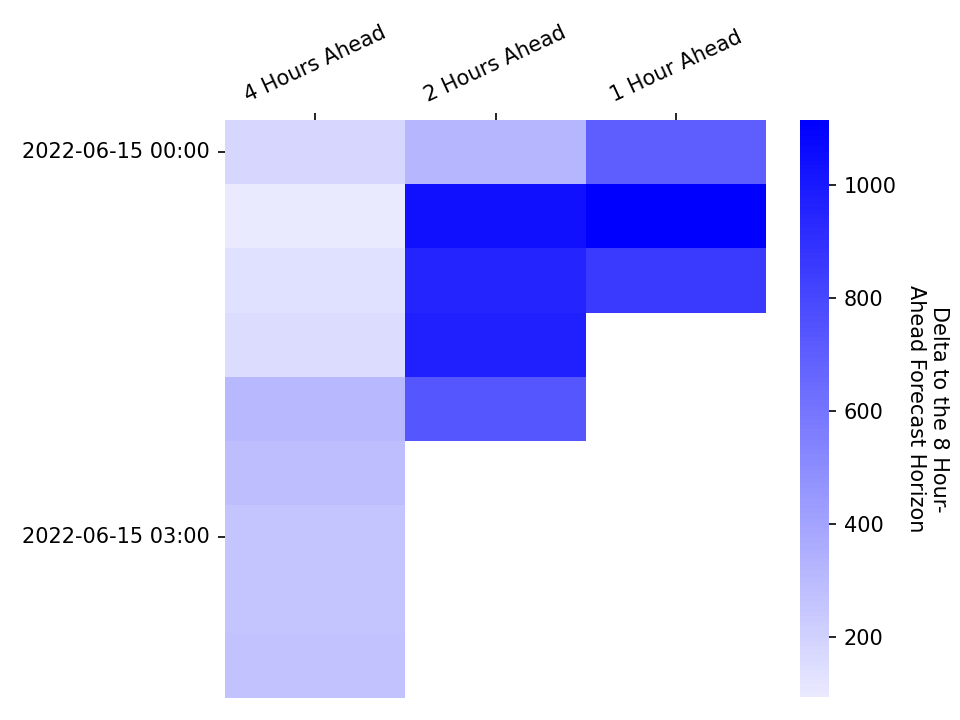 4 Hours Ahead
2 Hours Ahead
1 Hour Ahead
2022-06-15 00:00
2022-06-15 03:00
1000
800
600
400
200
Delta to the 8 Hour-
Ahead Forecast Horizon